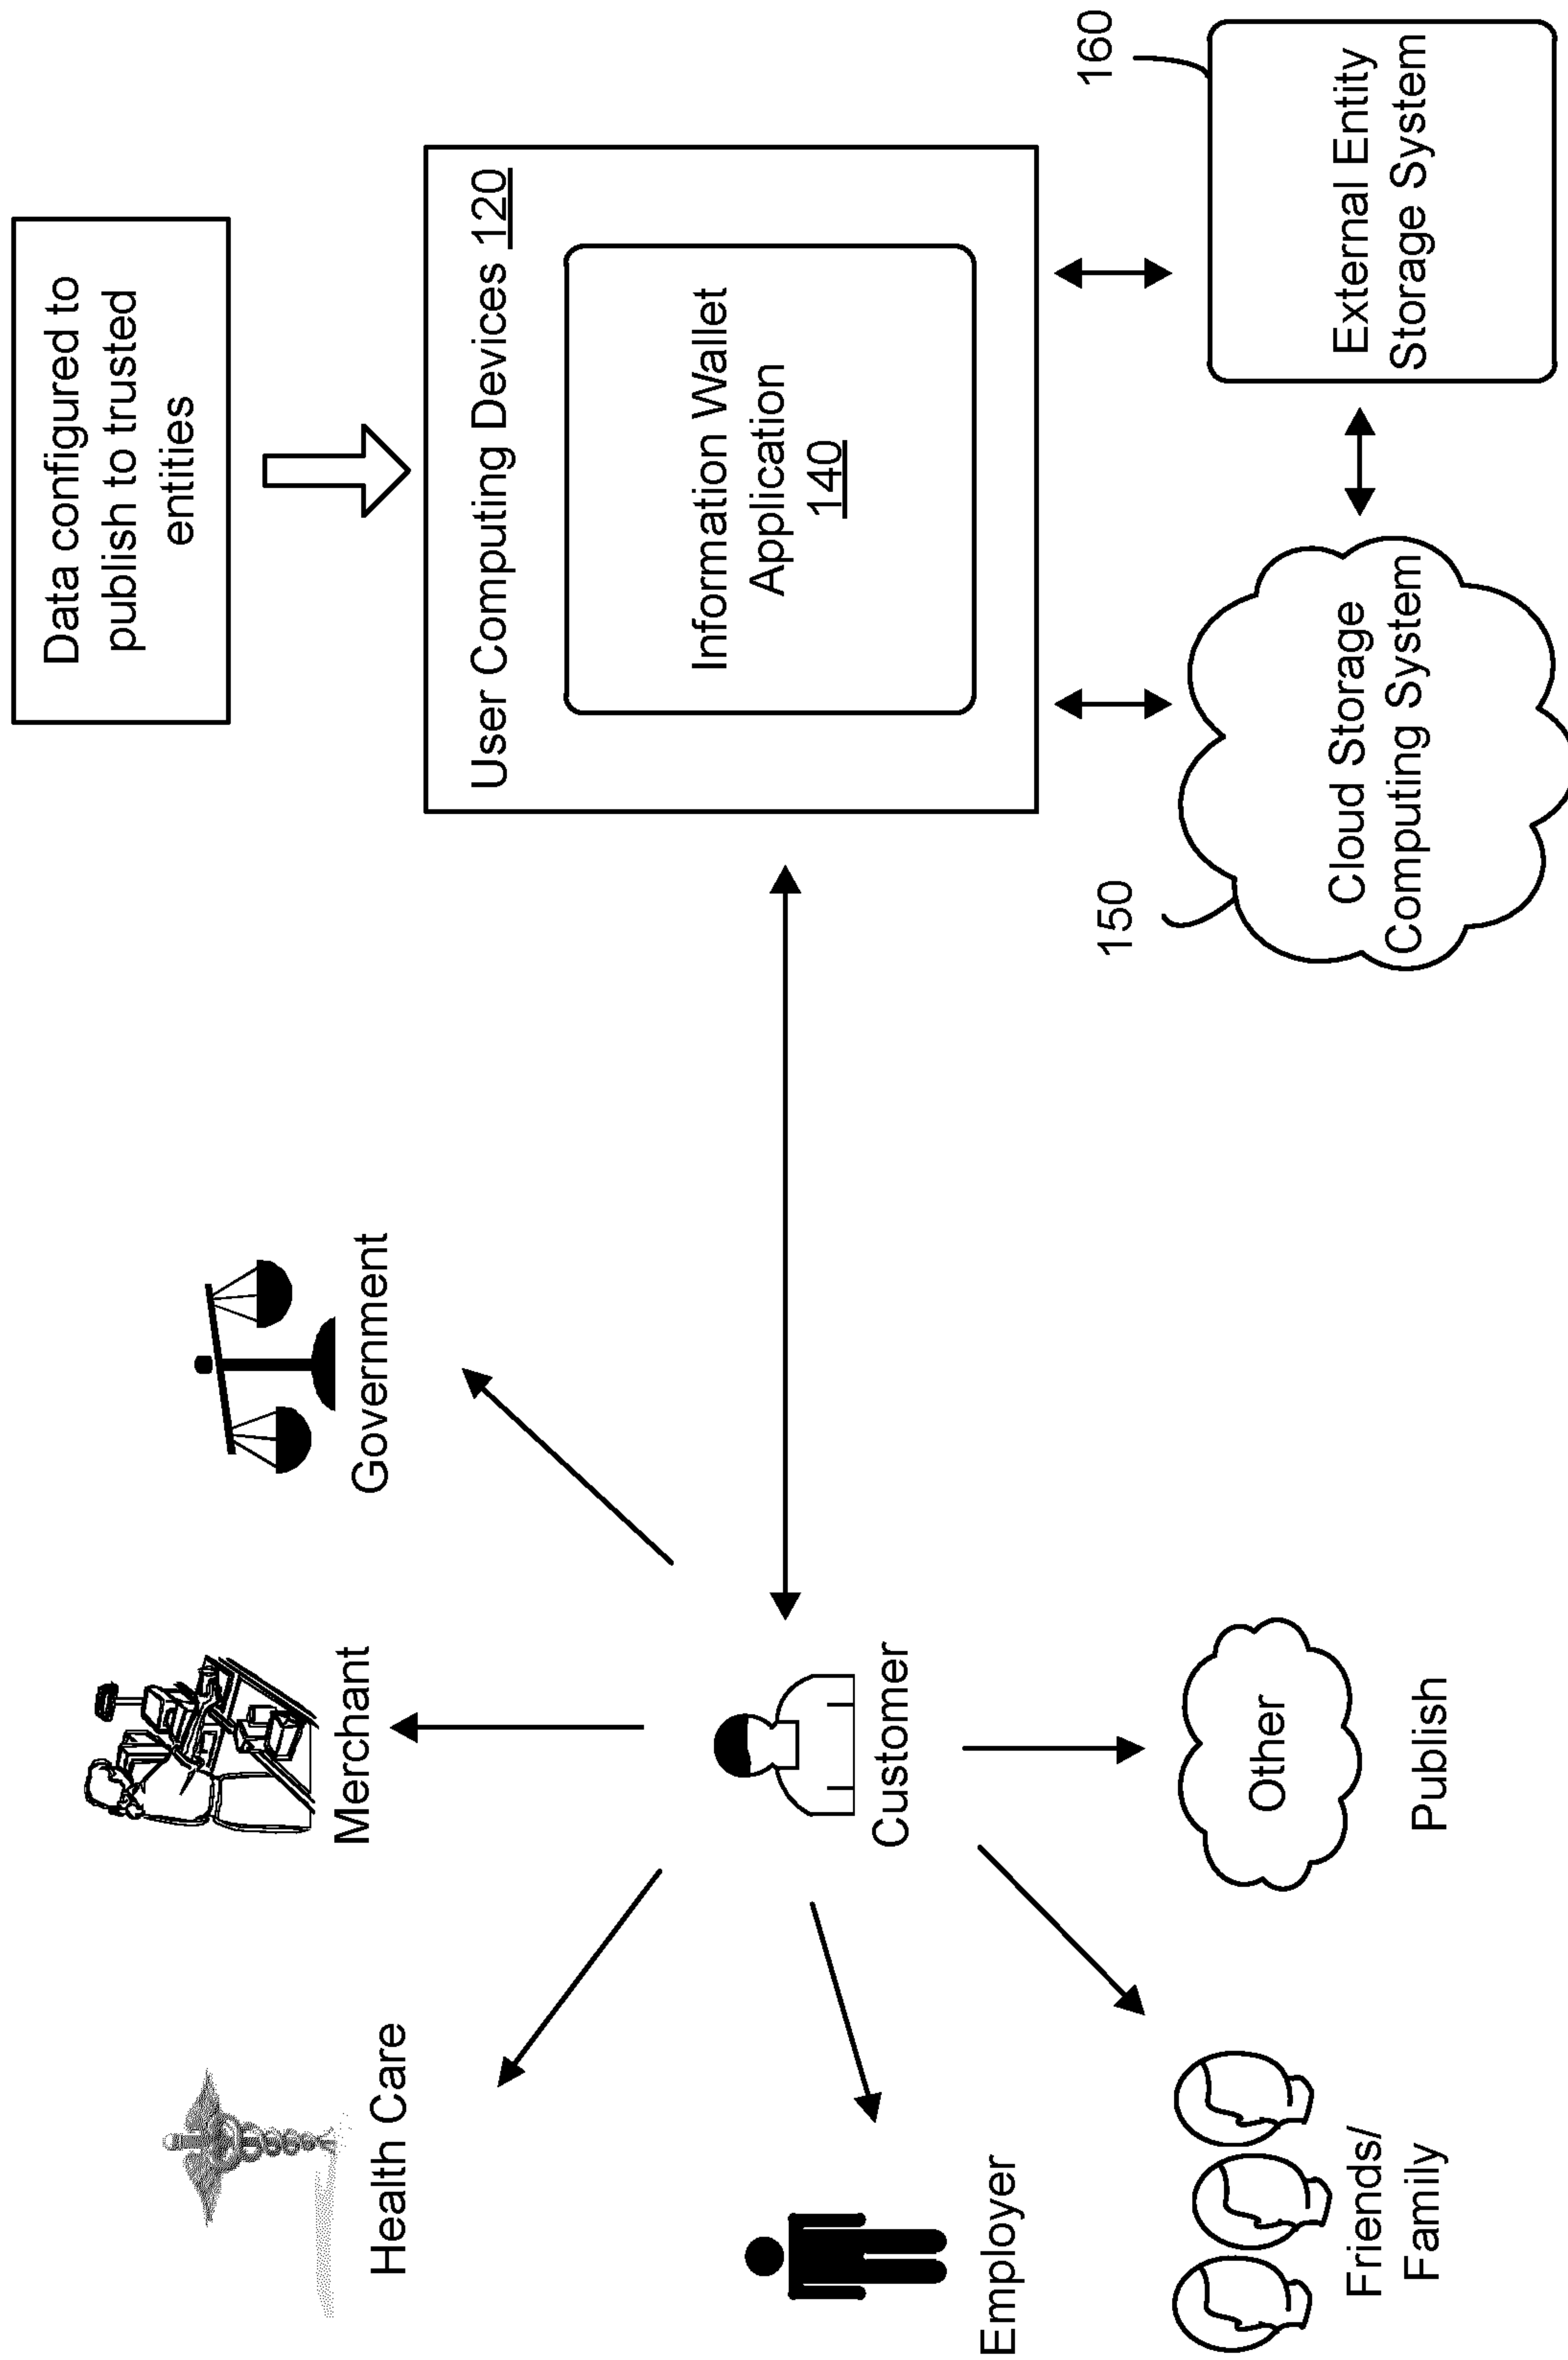 Health Care
Merchant
Government
Data configured to
publish to trusted
entities
Employer
Customer
User Computing Devices 120
Information Wallet
Application
140
Friends/
Family
Other
Publish
150
Cloud Storage
Computing System
160
External Entity
Storage System